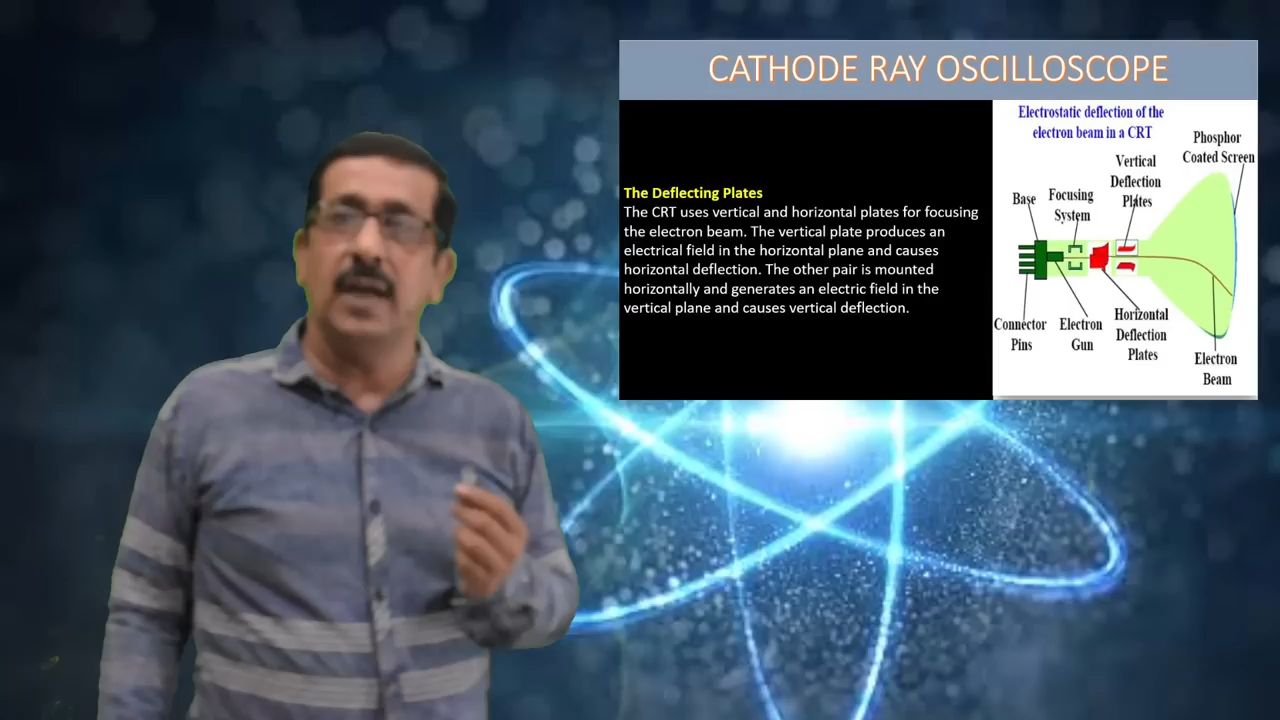 CATHODE RAY OSCILLOSCOPE
The Deflecting Plates
The CRT uses vertical and horizontal plates for focusing
the electron beam. The vertical plate produces an
electrical field in the horizontal plane and causes
horizontal deflection. The other pair is mounted
horizontally and generates an electric field in the
vertical plane and causes vertical deflection.
Electrostatic deflection of the
electron beam in a CRT
Phosphor
Coated Screen
Vertical
Deflection
Plates
Base
Focusing
System
Connector
Pins
Electron
Gun
Horizontal
Deflection
Plates
Electron
Beam